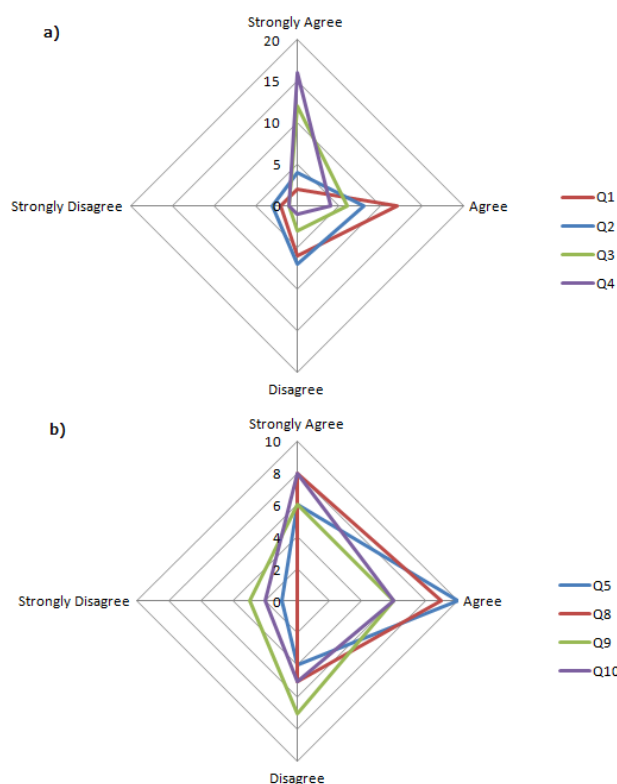 a)
Strongly Agree
20
15
10
5
0
Strongly Disagree
Agree
Disagree
Q1
Q2
Q3
Q4
b)
Strongly Agree
10
8
6
4
2
0
Strongly Disagree
Agree
Disagree
Q5
Q8
Q9
Q10